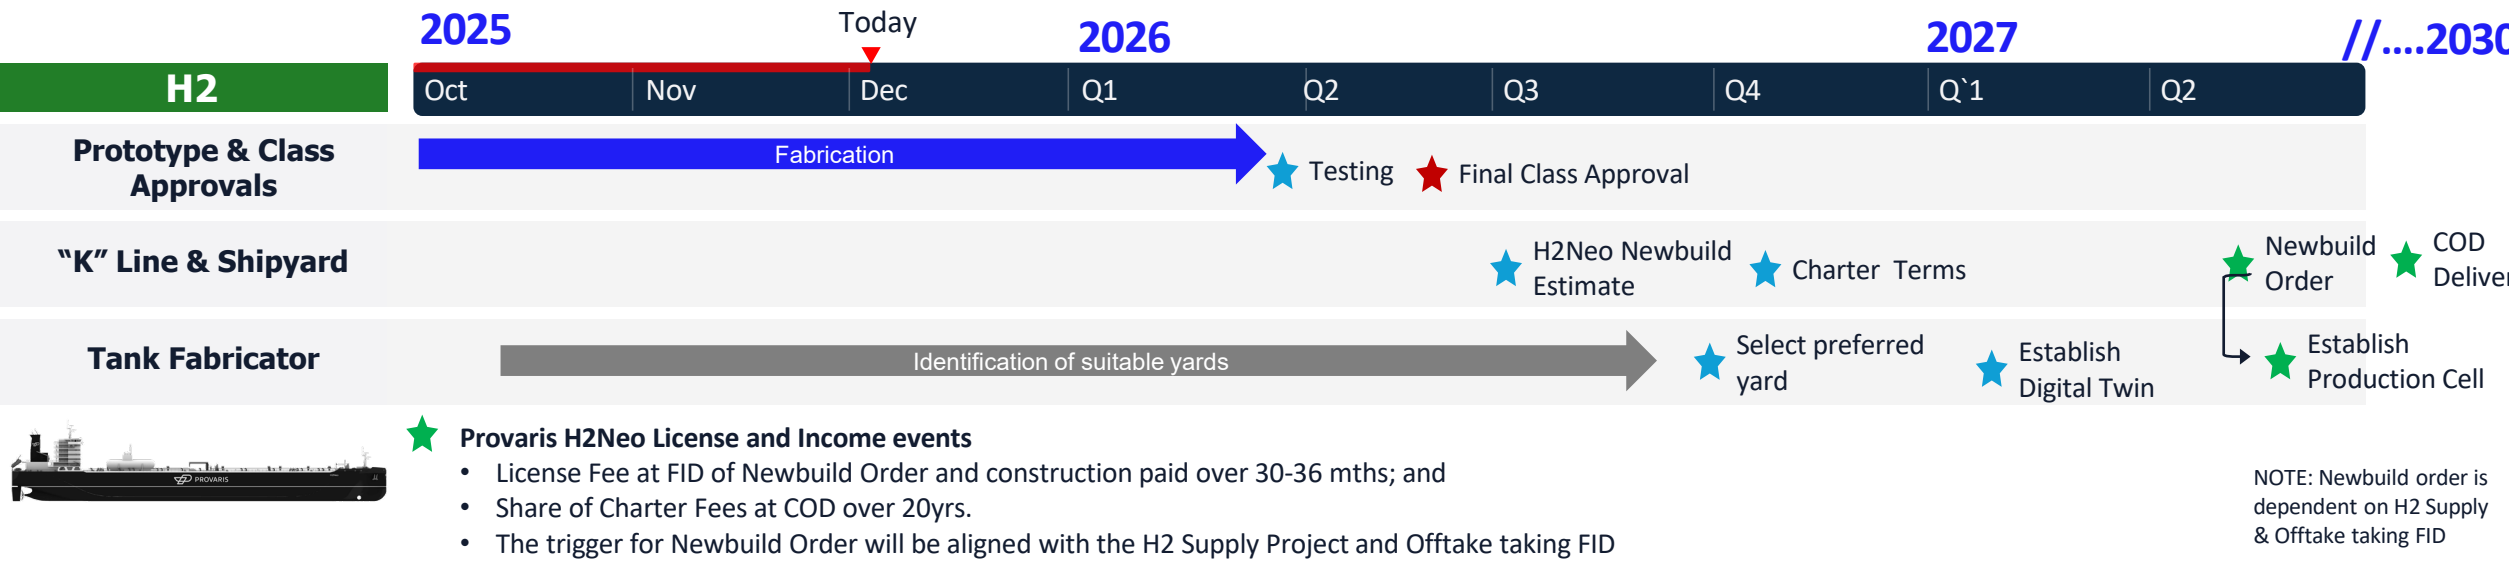 2025
Today
2026
2027
//....2030
H2
Oct
Nov
Dec
Q1
Q2
Q3
Q4
Q`1
Q2
Prototype & Class
Approvals
Fabrication
Testing
Final Class Approval
“K” Line & Shipyard
H2Neo Newbuild
Estimate
Charter Terms
Newbuild
Order
COD
Deliver
Tank Fabricator
Identification of suitable yards
Select preferred
yard
Establish
Digital Twin
Establish
Production Cell
PROVARIS
Provaris H2Neo License and Income events
• License Fee at FID of Newbuild Order and construction paid over 30-36 mths; and
• Share of Charter Fees at COD over 20yrs.
• The trigger for Newbuild Order will be aligned with the H2 Supply Project and Offtake taking FID
NOTE: Newbuild order is
dependent on H2 Supply
& Offtake taking FID